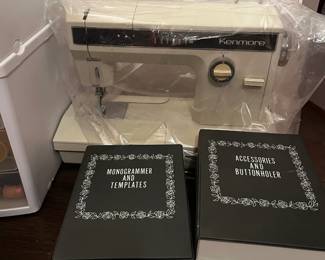 Kenmore
MONOGRAMMER
AND
TEMPLATES
ACCESSORIES
AND
BUTTONHOLER